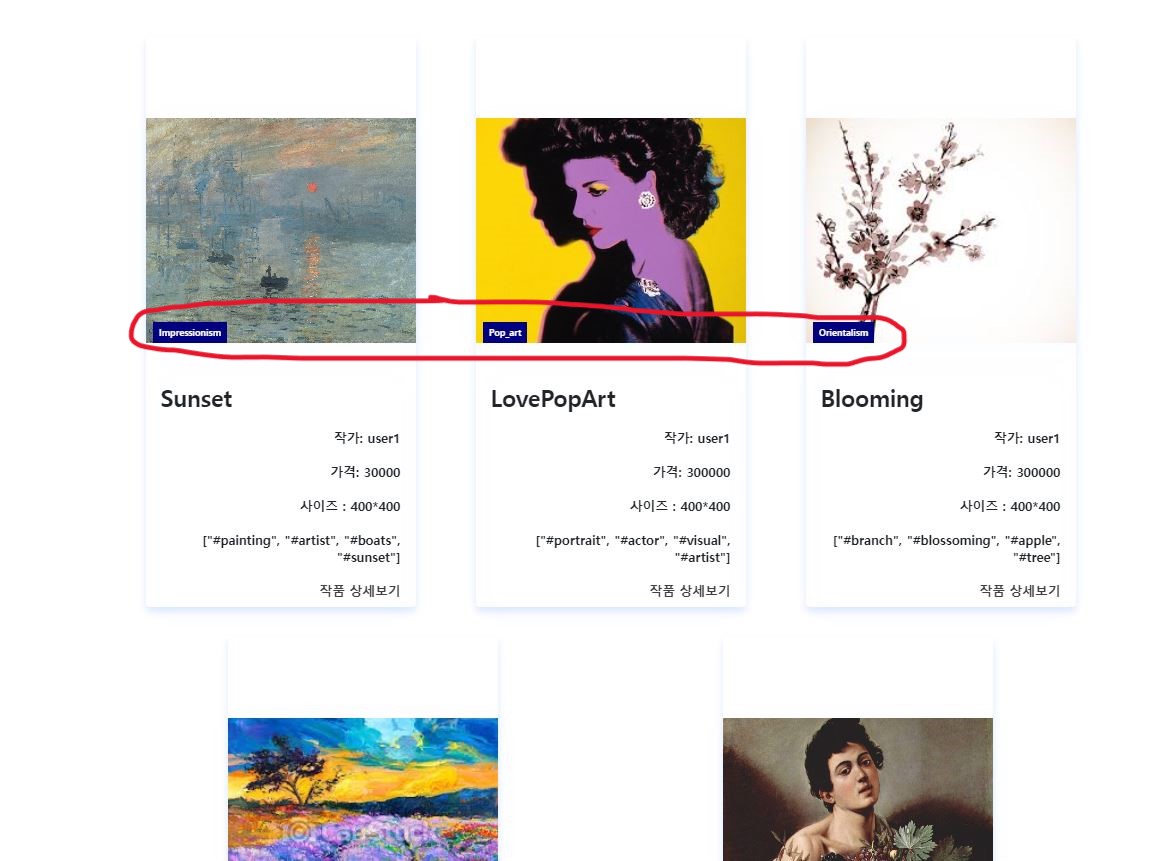 Impressionism
Pop_art
Orientalism
Sunset
작가: user1
가격: 30000
사이즈 : 400*400
["#painting", "#artist", "#boats",
"#sunset"]
작품 상세보기
LovePopArt
작가: user1
가격: 300000
사이즈 : 400*400
["#portrait", "#actor", "#visual",
"#artist"]
작품 상세보기
Blooming
작가: user1
가격: 300000
사이즈 : 400*400
["#branch", "#blossoming", "#apple",
"#tree"]
작품 상세보기